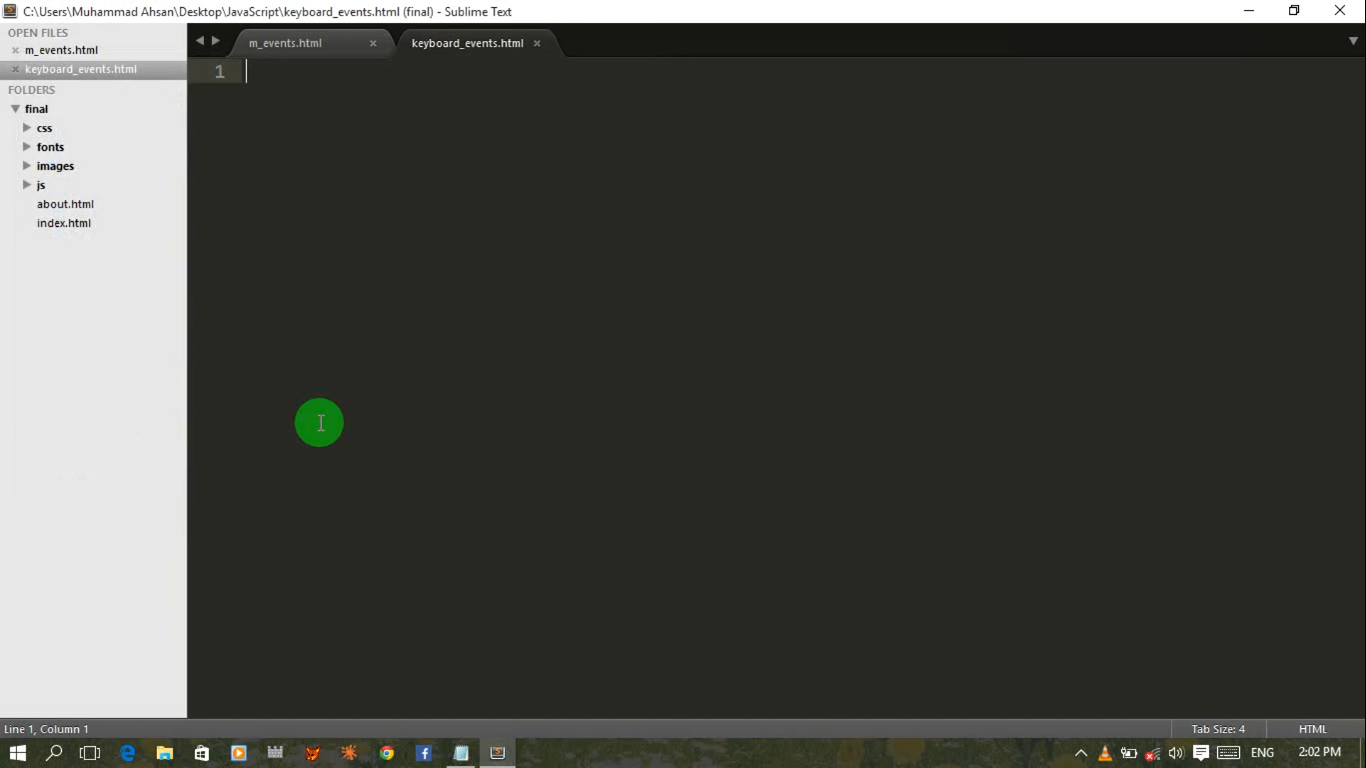 C:\Users\Muhammad Ahsan\Desktop\JavaScript\keyboard_events.html (final) - Sublime Text
OPEN FILES
m_events.html
keyboard_events.html
FOLDERS
final
css
fonts
images
js
about.html
index.html
m_events.html
keyboard_events.html
1
Line 1, Column 1
Tab Size: 4
HTML
ENG
2:02 PM